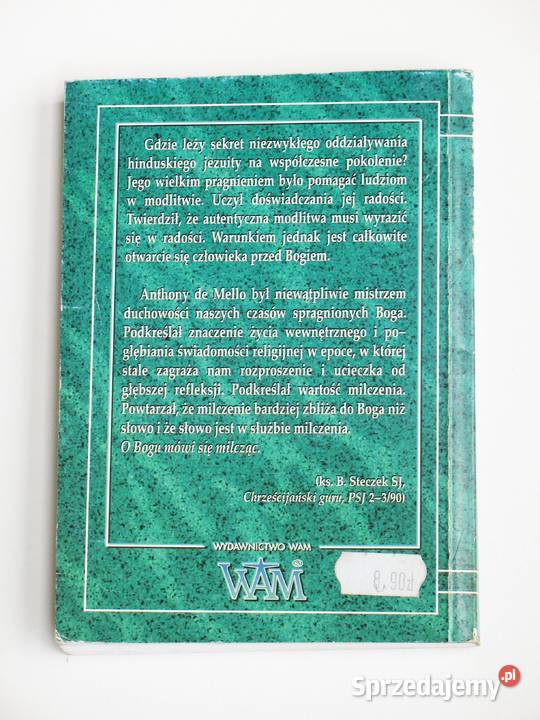 Gdzie leży sekret niezwykłego oddziaływania
hinduskiego jezuity na współczesne pokolenie?
Jego wielkim pragnieniem było pomagać ludziom
w modlitwie. Uczył doświadczania jej radości.
Twierdził, że autentyczna modlitwa musi wyrazić
się w radości. Warunkiem jednak jest całkowite
otwarcie się człowieka przed Bogiem.
Anthony de Mello był niewątpliwie mistrzem
duchowości naszych czasów spragnionych Boga.
Podkreślał znaczenie życia wewnętrznego i po-
głębiania świadomości religijnej w epoce, w której
stale zagraża nam rozproszenie i ucieczka od
głębszej refleksji. Podkreślał wartość milczenia.
Powtarzał, że milczenie bardziej zbliża do Boga niż
słowo i że słowo jest w służbie milczenia.
O Bogu mówi się milcząc.
(ks. B. Steczek SJ,
Chrześcijański guru, PSJ 2–3/90)
WYDAWNICTWO WAM
WAM®
8,90zł
Sprzedajemy.pl